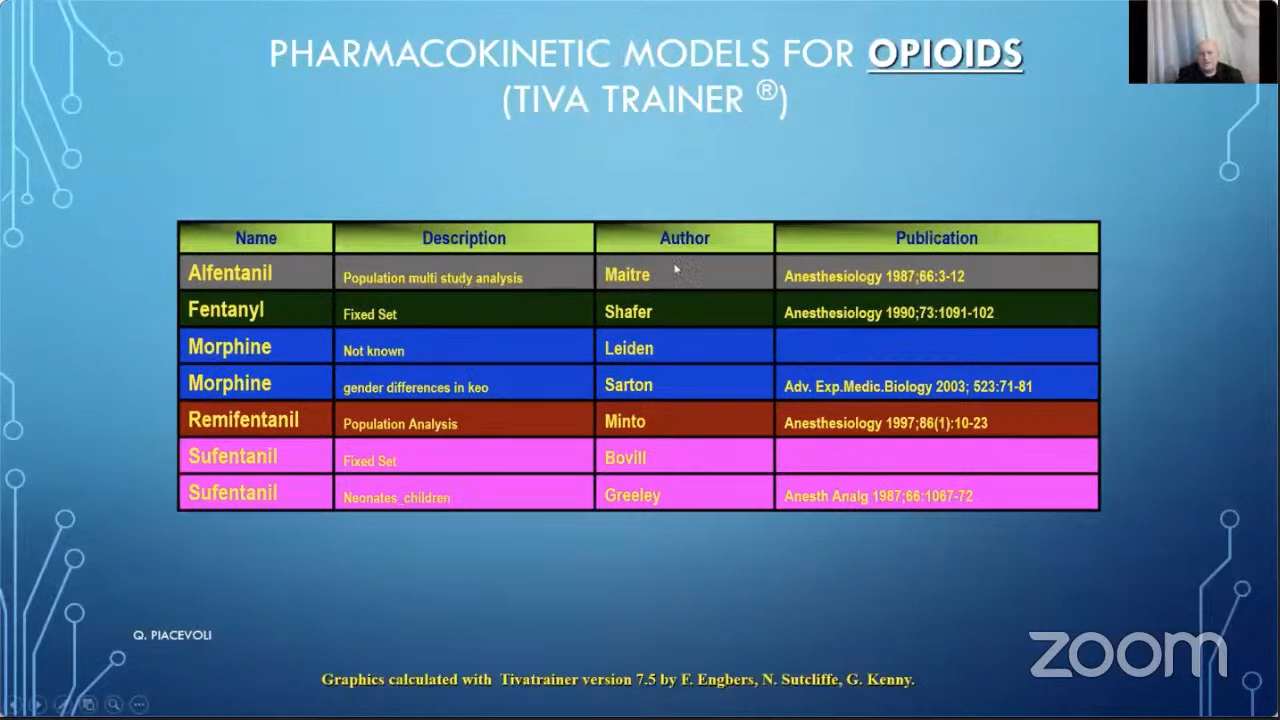 PHARMACOKINETIC MODELS FOR OPIOIDS
(TIVA TRAINER ®)
Name Description Author Publication
Alfentanil Population multi study analysis Maitre Anesthesiology 1987;66:3-12
Fentanyl Fixed Set Shafer Anesthesiology 1990;73:1091-102
Morphine Not known Leiden
Morphine gender differences in keo Sarton Adv. Exp.Medic.Biology 2003; 523:71-81
Remifentanil Population Analysis Minto Anesthesiology 1997;86(1):10-23
Sufentanil Fixed Set Bovill
Sufentanil Neonates_children Greeley Anesth Analg 1987;66:1067-72
Q. PIACEVOLI
zoom
Graphics calculated with Tivatrainer version 7.5 by F. Engbers, N. Sutcliffe, G. Kenny.